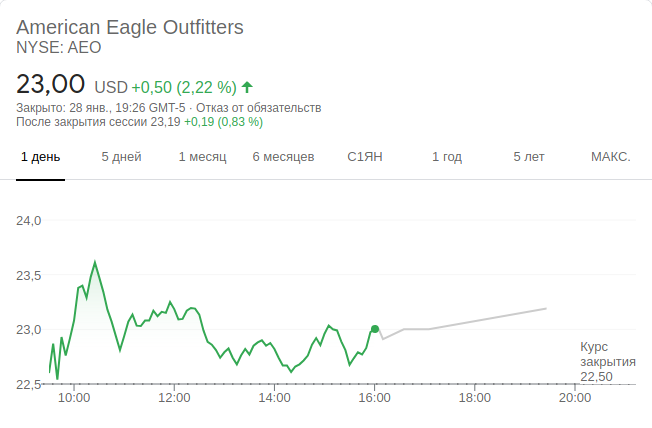 American Eagle Outfitters
NYSE: AEO
23,00 USD +0,50 (2,22 %)
Закрыто: 28 янв., 19:26 GMT-5 · Отказ от обязательств
После закрытия сессии 23,19 +0,19 (0,83 %)
1 день 5 дней 1 месяц 6 месяцев С1ЯН 1 год 5 лет МАКС.
24,0
23,5
23,0
Курс
закрытия
22,50
22,5
10:00 12:00 14:00 16:00 18:00 20:00